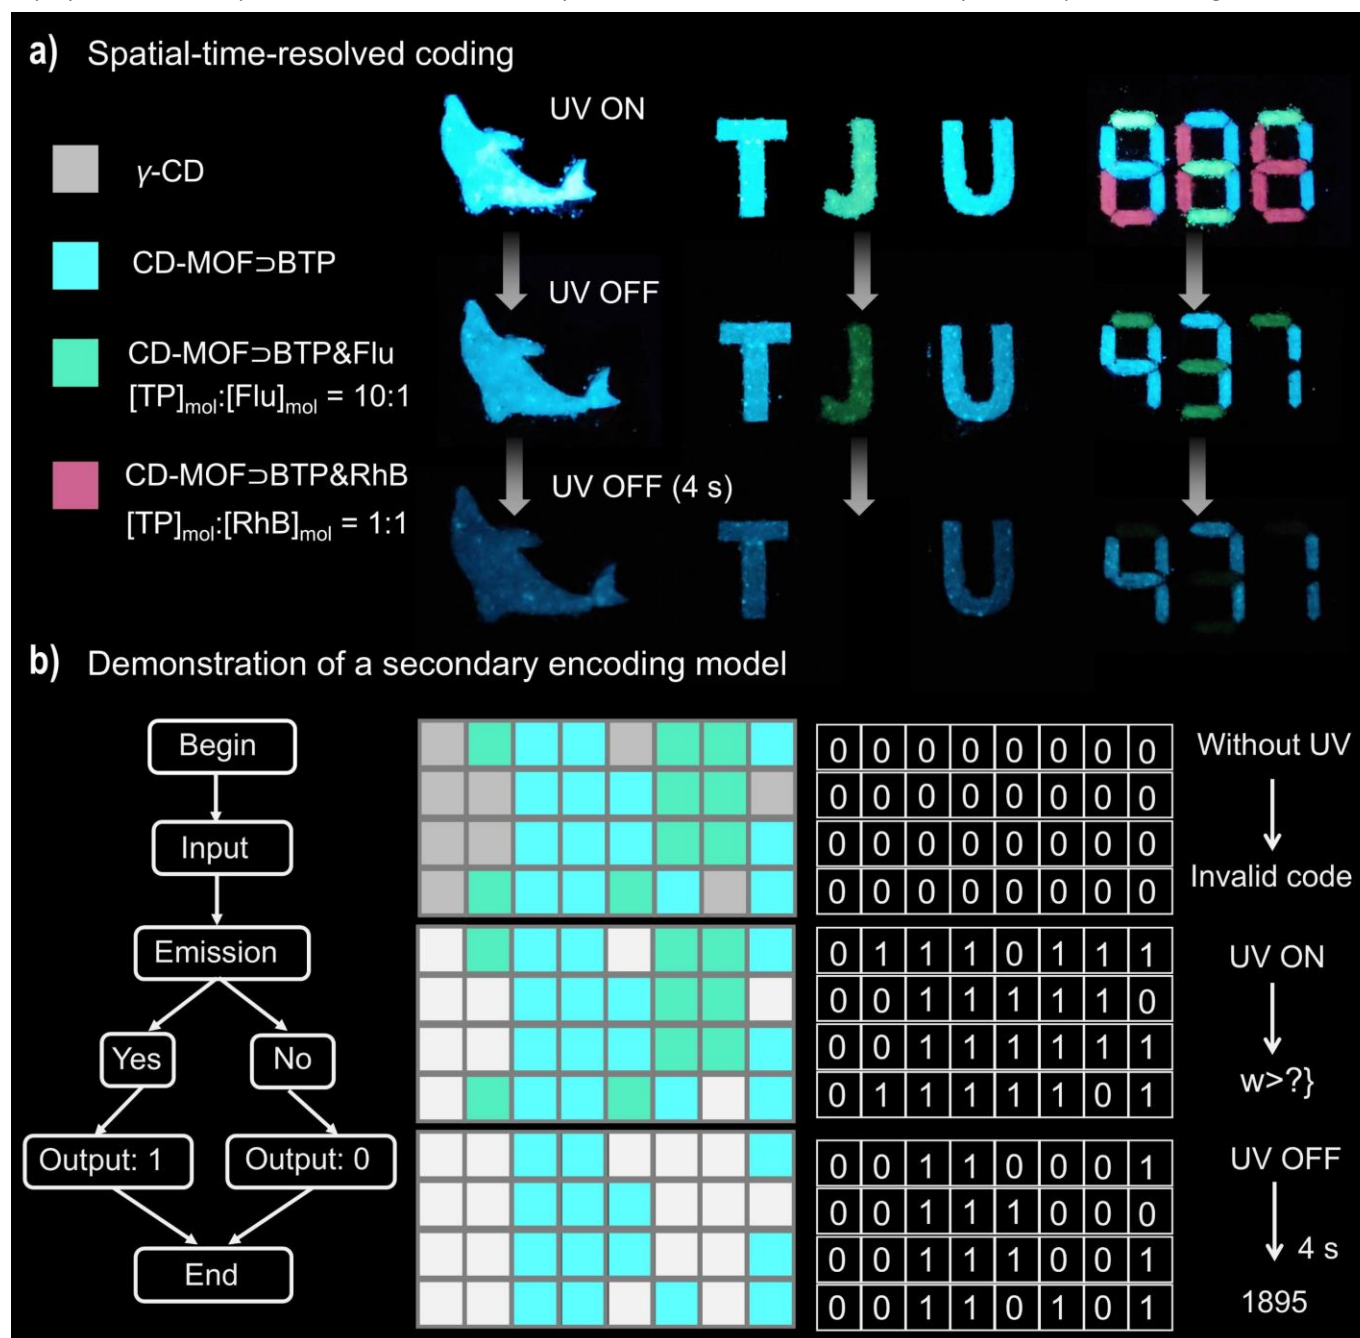 a) Spatial-time-resolved coding
UV ON
γ-CD
CD-MOF⊃BTP
CD-MOF⊃BTP&Flu
[TP]mol:[Flu]mol = 10:1
CD-MOF⊃BTP&RhB
[TP]mol:[RhB]mol = 1:1
T J U
888
UV OFF
T J U
937
UV OFF (4 s)
T U
437
b) Demonstration of a secondary encoding model
Begin
Input
Emission
Yes No
Output: 1 Output: 0
End
0 0 0 0 0 0 0 0
0 0 0 0 0 0 0 0
0 0 0 0 0 0 0 0
0 0 0 0 0 0 0 0
Without UV
Invalid code
0 1 1 1 0 1 1 1
0 0 1 1 1 1 1 0
0 0 1 1 1 1 1 1
0 1 1 1 1 1 0 1
UV ON
w>?}
0 0 1 1 0 0 0 1
0 0 1 1 1 0 0 0
0 0 1 1 1 0 0 1
0 0 1 1 0 1 0 1
UV OFF
4 s
1895